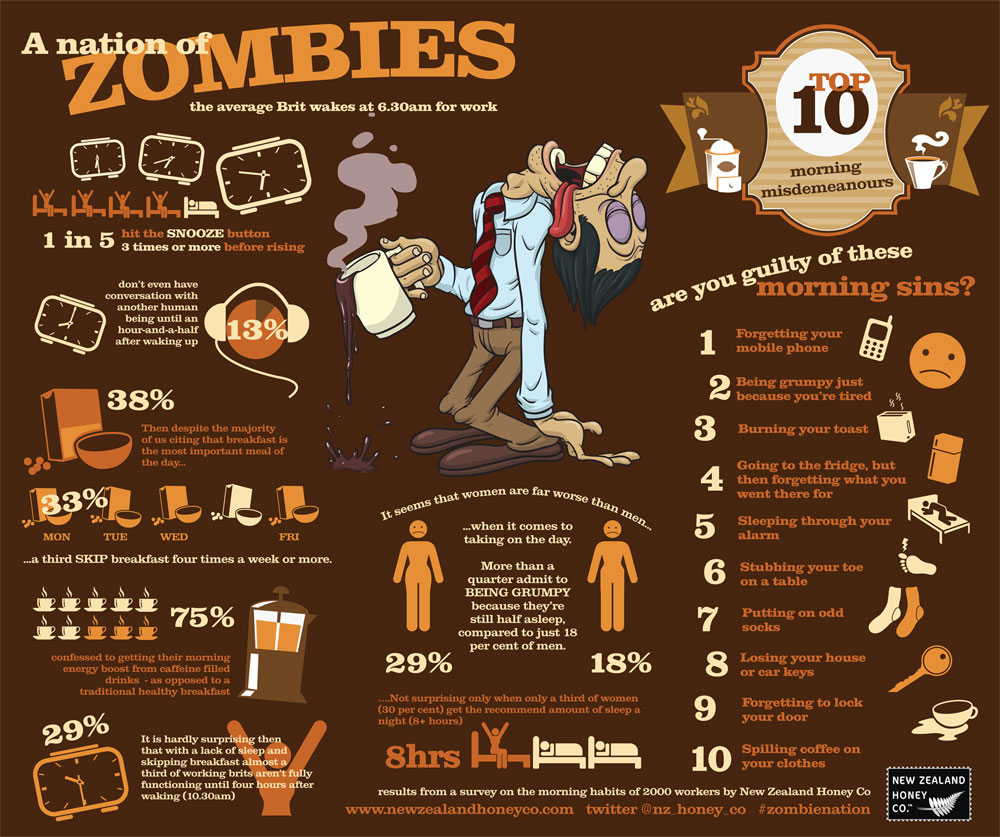 A nation of
ZOMBIES
the average Brit wakes at 6.30am for work
1 in 5
hit the SNOOZE button
3 times or more before rising
don't even have
conversation with
another human
being until an
hour-and-a-half
after waking up
13%
38%
Then despite the majority
of us citing that breakfast is
the most important meal of
the day...
33%
MON TUE WED FRI
...a third SKIP breakfast four times a week or more.
75%
confessed to getting their morning
energy boost from caffeine filled
drinks - as opposed to a
traditional healthy breakfast
29%
It is hardly surprising then
that with a lack of sleep and
skipping breakfast almost a
third of working brits aren't fully
functioning until four hours after
waking (10.30am)
It seems that women are far worse than men...
...when it comes to
taking on the day.
More than a
quarter admit to
BEING GRUMPY
because they're
still half asleep,
compared to just 18
per cent of men.
29%
18%
....Not surprising only when only a third of women
(30 per cent) get the recommend amount of sleep a
night (8+ hours)
8hrs
TOP
10
morning
misdemeanours
are you guilty of these
morning sins?
1 Forgetting your
mobile phone
2 Being grumpy just
because you're tired
3 Burning your toast
4 Going to the fridge, but
then forgetting what you
went there for
5 Sleeping through your
alarm
6 Stubbing your toe
on a table
7 Putting on odd
socks
8 Losing your house
or car keys
9 Forgetting to lock
your door
10 Spilling coffee on
your clothes
results from a survey on the morning habits of 2000 workers by New Zealand Honey Co
www.newzealandhoneyco.com twitter @nz_honey_co #zombienation
NEW ZEALAND
HONEY
CO.™